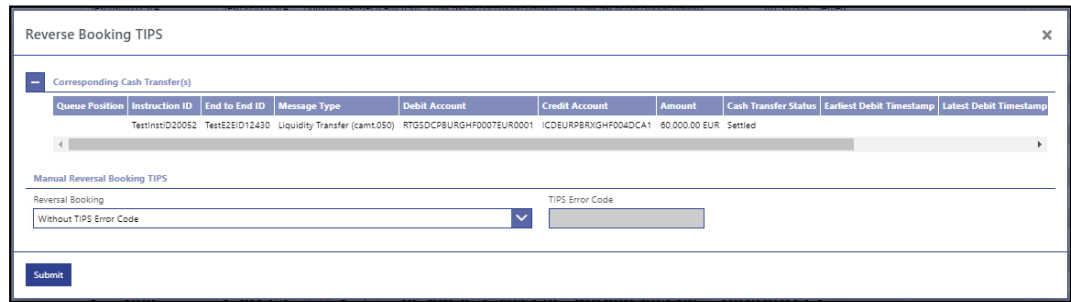 Reverse Booking TIPS
Corresponding Cash Transfer(s)
Queue Position Instruction ID End to End ID Message Type Debit Account Credit Account Amount Cash Transfer Status Earliest Debit Timestamp Latest Debit Timestamp
TestInstID20052 TestE2EID12430 Liquidity Transfer (camt.050) RTGSDCPBURGHF0007EUR0001 ICDEURPBRXGHF004DCA1 60,000.00 EUR Settled
Manual Reversal Booking TIPS
Reversal Booking TIPS Error Code
Without TIPS Error Code
Submit